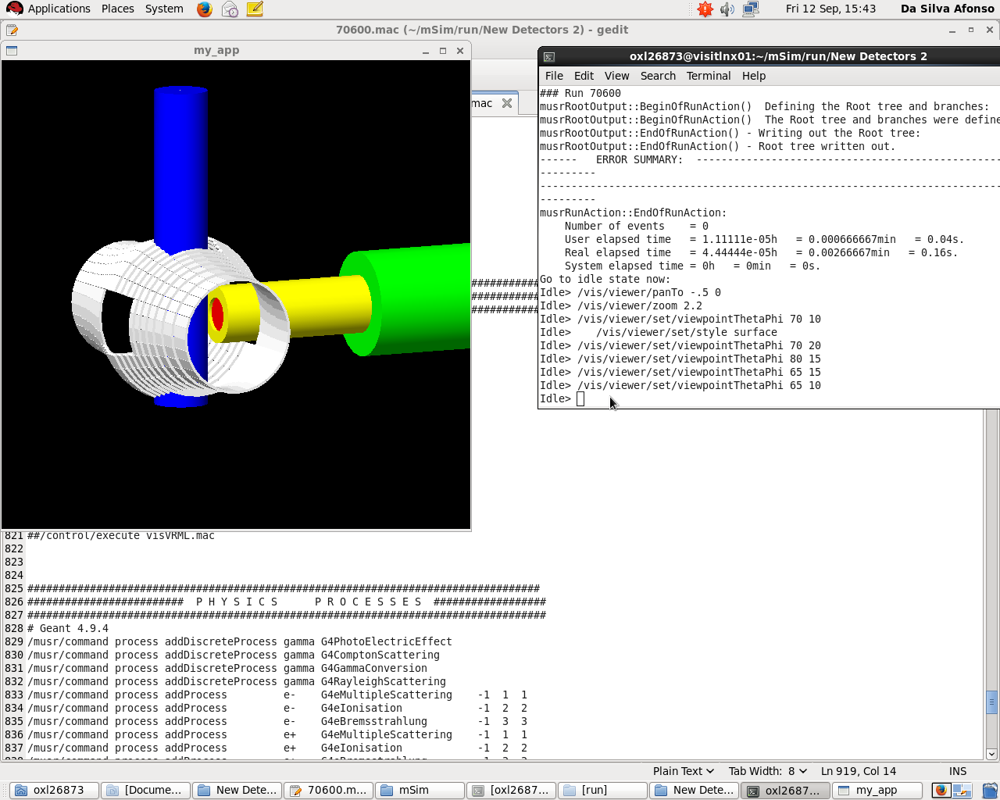 Applications Places System Fri 12 Sep, 15:43 Da Silva Afonso
70600.mac (~/mSim/run/New Detectors 2) - gedit
my_app
mac
oxl26873@visitlnx01:~/mSim/run/New Detectors 2
File Edit View Search Terminal Help
### Run 70600
musrRootOutput::BeginOfRunAction()  Defining the Root tree and branches:
musrRootOutput::BeginOfRunAction()  The Root tree and branches were define
musrRootOutput::EndOfRunAction() - Writing out the Root tree:
musrRootOutput::EndOfRunAction() - Root tree written out.
------   ERROR SUMMARY:  -------------------------------------------------
---------
--------------------------------------------------------------------------
---------
musrRunAction::EndOfRunAction:
    Number of events    = 0
    User elapsed time   = 1.11111e-05h   = 0.000666667min   = 0.04s.
    Real elapsed time   = 4.44444e-05h   = 0.00266667min   = 0.16s.
    System elapsed time = 0h   = 0min   = 0s.
Go to idle state now:
Idle> /vis/viewer/panTo -.5 0
Idle> /vis/viewer/zoom 2.2
Idle> /vis/viewer/set/viewpointThetaPhi 70 10
Idle>    /vis/viewer/set/style surface
Idle> /vis/viewer/set/viewpointThetaPhi 70 20
Idle> /vis/viewer/set/viewpointThetaPhi 80 15
Idle> /vis/viewer/set/viewpointThetaPhi 65 15
Idle> /vis/viewer/set/viewpointThetaPhi 65 10
Idle>
###########
###########
###########
821 ##/control/execute visVRML.mac
822
823
824
825 ##################################################################################
826 #########################  P H Y S I C S      P R O C E S S E S  ##################
827 ###################################################################################
828 # Geant 4.9.4
829 /musr/command process addDiscreteProcess gamma G4PhotoElectricEffect
830 /musr/command process addDiscreteProcess gamma G4ComptonScattering
831 /musr/command process addDiscreteProcess gamma G4GammaConversion
832 /musr/command process addDiscreteProcess gamma G4RayleighScattering
833 /musr/command process addProcess         e-    G4eMultipleScattering    -1  1  1
834 /musr/command process addProcess         e-    G4eIonisation            -1  2  2
835 /musr/command process addProcess         e-    G4eBremsstrahlung        -1  3  3
836 /musr/command process addProcess         e+    G4eMultipleScattering    -1  1  1
837 /musr/command process addProcess         e+    G4eIonisation            -1  2  2
Plain Text Tab Width: 8 Ln 919, Col 14 INS
oxl26873 [Docume... New Dete... 70600.m... mSim [oxl2687... [run] New Dete... oxl2687... my_app